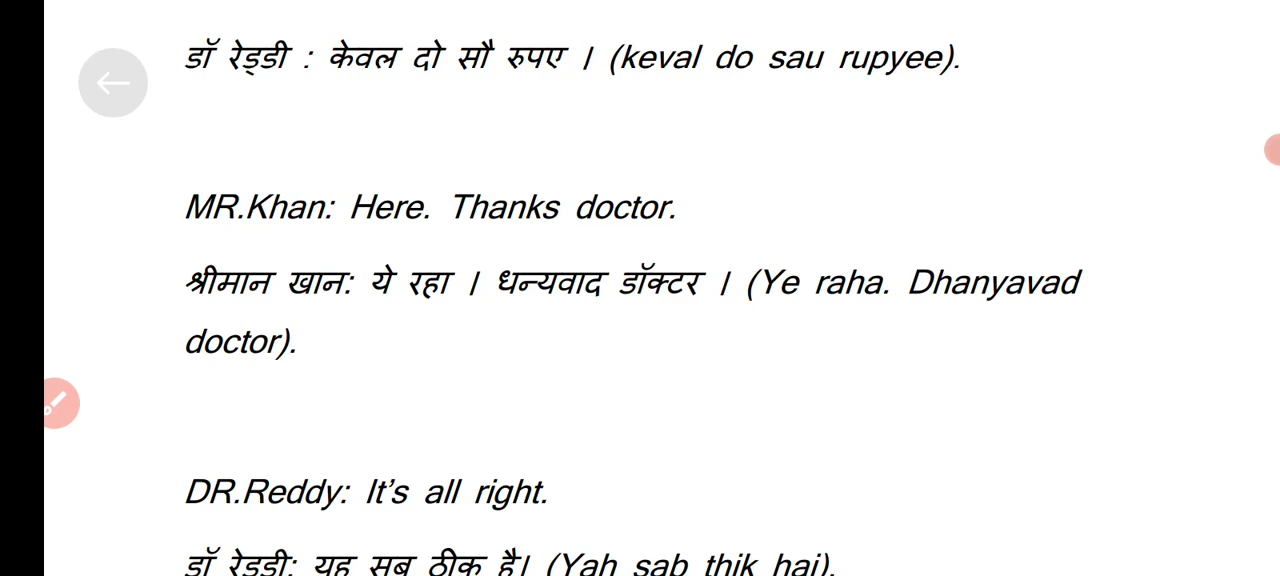 डॉ रेड्डी : केवल दो सौ रुपए । (keval do sau rupyee).
MR.Khan: Here. Thanks doctor.
श्रीमान खान: ये रहा । धन्यवाद डॉक्टर । (Ye raha. Dhanyavad
doctor).
DR.Reddy: It’s all right.
डॉ रेड्डी: यह सब ठीक है। (Yah sab thik hai).